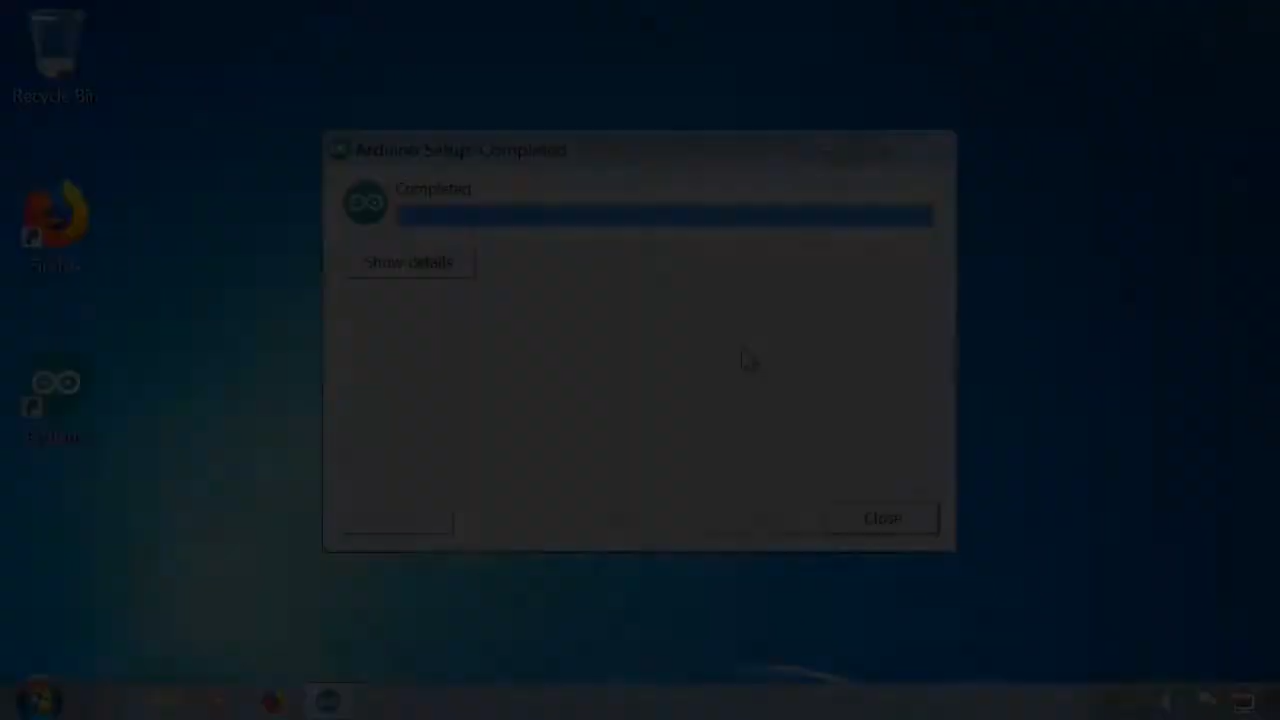 Recycle Bin
Arduino Setup: Completed
Completed
Show details
Close